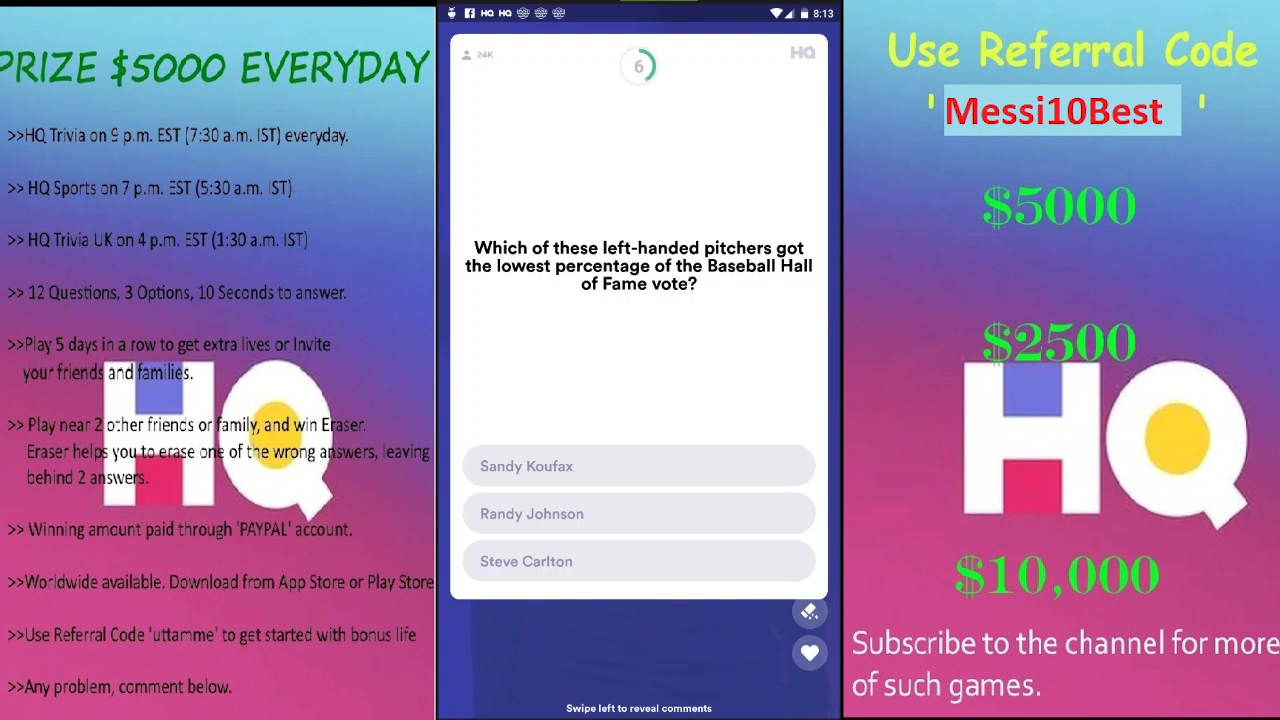 PRIZE $5000 EVERYDAY
>>HQ Trivia on 9 p.m. EST (7:30 a.m. IST) everyday.
>> HQ Sports on 7 p.m. EST (5:30 a.m. IST)
>> HQ Trivia UK on 4 p.m. EST (1:30 a.m. IST)
>> 12 Questions, 3 Options, 10 Seconds to answer.
>>Play 5 days in a row to get extra lives or Invite
your friends and families.
>> Play near 2 other friends or family, and win Eraser.
Eraser helps you to erase one of the wrong answers, leaving
behind 2 answers.
>> Winning amount paid through 'PAYPAL' account.
>>Worldwide available. Download from App Store or Play Store
>>Use Referral Code 'uttamme' to get started with bonus life
>>Any problem, comment below.
HQ
HQ HQ 8:13
24K
6
HQ
Which of these left-handed pitchers got
the lowest percentage of the Baseball Hall
of Fame vote?
Sandy Koufax
Randy Johnson
Steve Carlton
Swipe left to reveal comments
Use Referral Code
' Messi10Best '
$5000
$2500
HQ
$10,000
Subscribe to the channel for more
of such games.